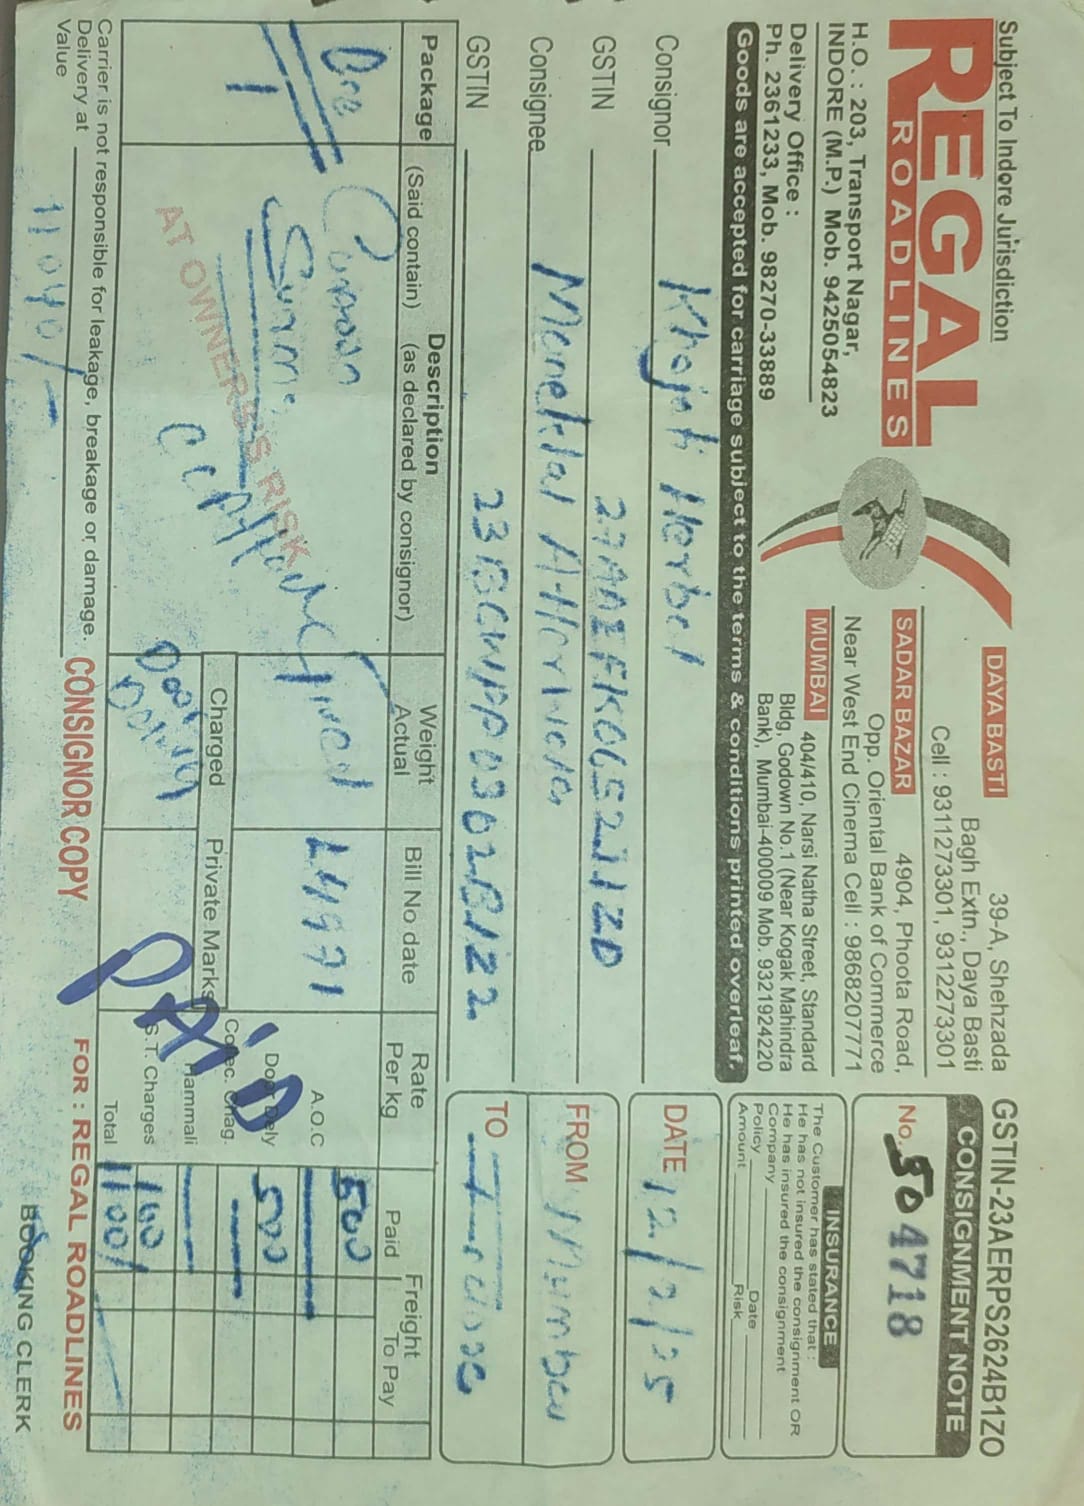 Subject To Indore Jurisdiction
REGAL
ROADLINES
H.O. : 203, Transport Nagar,
INDORE (M.P.) Mob. 9425054823
Delivery Office :
Ph. 2361233, Mob. 98270-33889
DAYA BASTI
39-A, Shehzada
Bagh Extn., Daya Basti
Cell : 9311273301, 9312273301
SADAR BAZAR
4904, Phoota Road,
Opp. Oriental Bank of Commerce
Near West End Cinema Cell : 9868207771
MUMBAI
404/410, Narsi Natha Street, Standard
Bldg, Godown No.1 (Near Kogak Mahindra
Bank), Mumbai-400009 Mob. 9321924220
GSTIN-23AERPS2624B1ZO
CONSIGNMENT NOTE
No. 50 4718
INSURANCE
The Customer has stated that :
He has not insured the consignment OR
He has insured the consignment
Company
Policy Date
Amount Risk
Goods are accepted for carriage subject to the terms & conditions printed overleaf.
Consignor Khojati Herbal
GSTIN
Consignee
GSTIN
DATE
FROM Mumbai
TO
Package
Description
(Said contain) (as declared by consignor)
Weight
Actual
Bill No date
Rate
Per kg
Freight
Paid
To Pay
One
1
Surma
AT OWNER'S RISK
L4971
500
A.O.C
Door Dely 500
Collec. Chag.
Charged
Private Marks
Hammali
S.T. Charges 100
Total 1100/
PAID
Door
Carrier is not responsible for leakage, breakage or damage.
Delivery at
Value 11040/-
CONSIGNOR COPY
FOR : REGAL ROADLINES
BOOKING CLERK